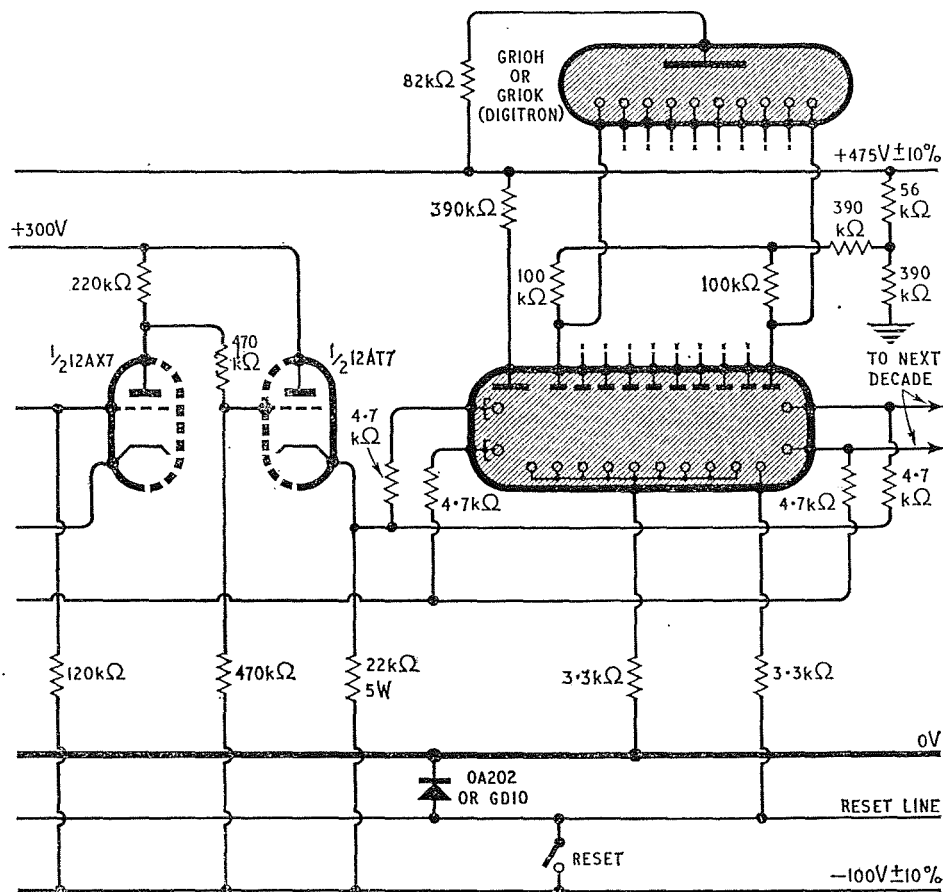 GR10H
OR
GR10K
(DIGITRON)
82kΩ
+475V±10%
390kΩ
56
kΩ
390
kΩ
+300V
220kΩ
100
kΩ
100kΩ
390
kΩ
470
kΩ
½12AX7
½12AT7
TO NEXT
DECADE
4·7
kΩ
4·7kΩ
4·7kΩ
4·7
kΩ
120kΩ
470kΩ
22kΩ
5W
3·3kΩ
3·3kΩ
0V
OA202
OR GD10
RESET LINE
RESET
−100V±10%